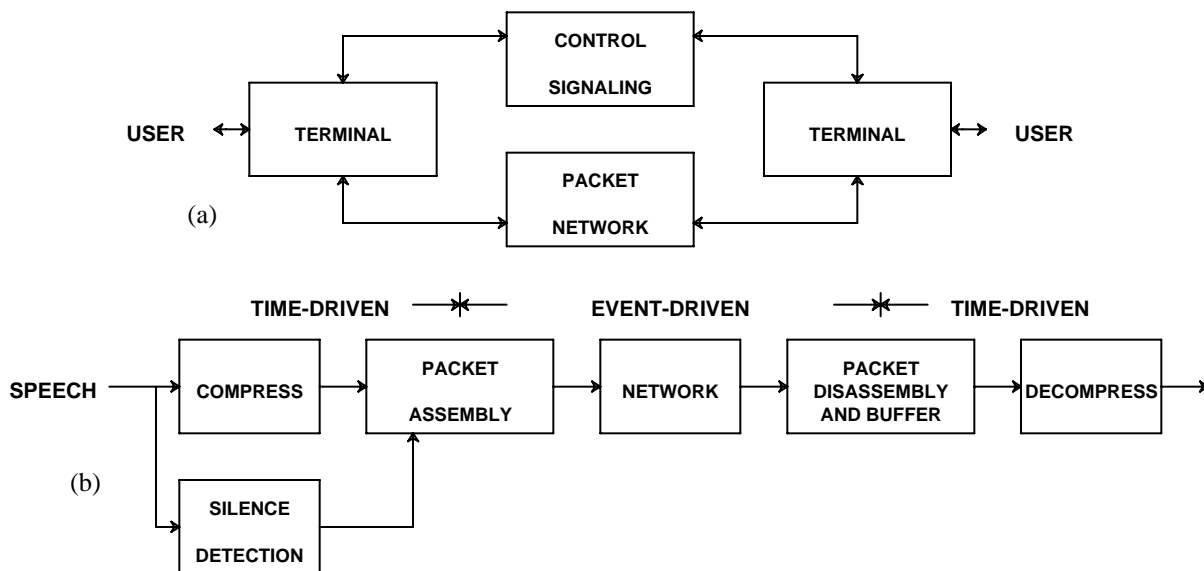 CONTROL
SIGNALING
USER
TERMINAL
TERMINAL
USER
PACKET
NETWORK
(a)
TIME-DRIVEN
EVENT-DRIVEN
TIME-DRIVEN
SPEECH
COMPRESS
PACKET
ASSEMBLY
NETWORK
PACKET
DISASSEMBLY
AND BUFFER
DECOMPRESS
(b)
SILENCE
DETECTION